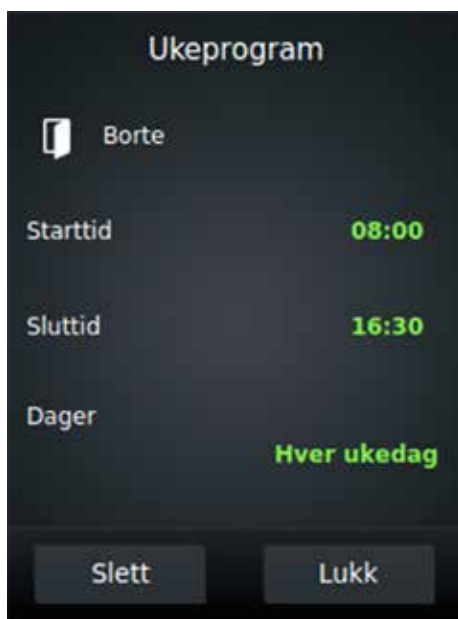 Ukeprogram
Borte
Starttid 08:00
Sluttid 16:30
Dager
Hver ukedag
Slett Lukk